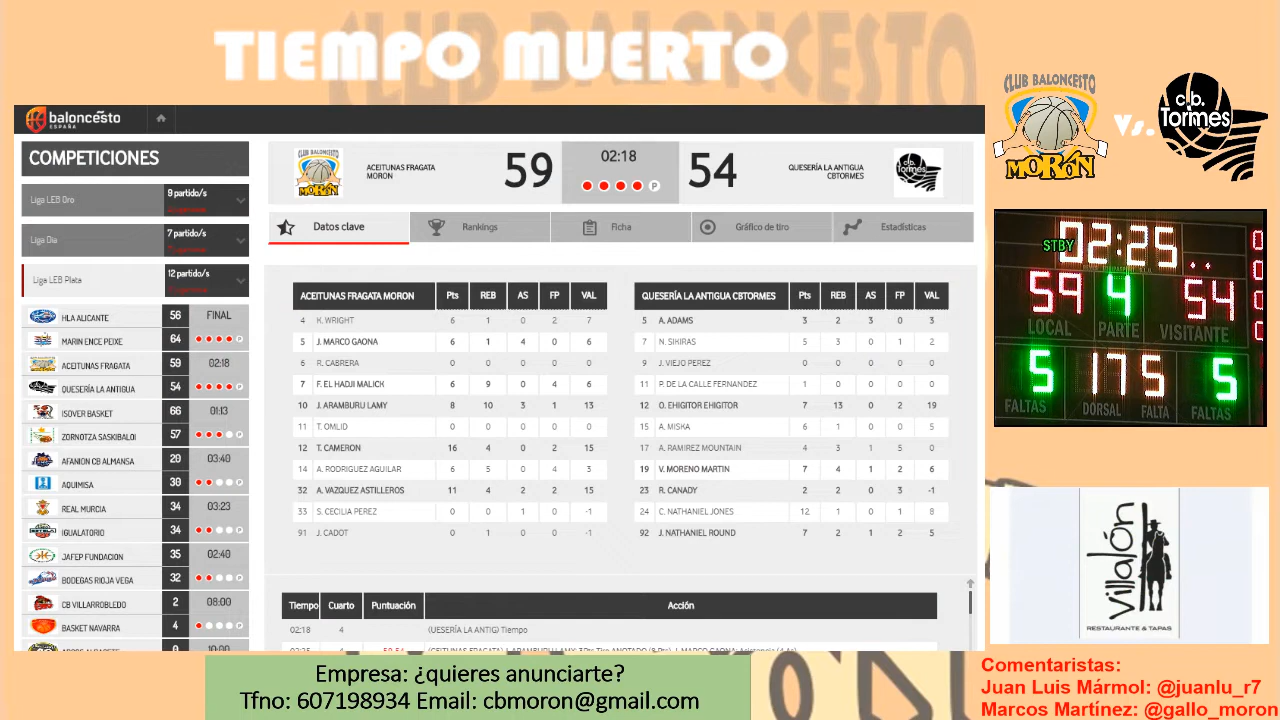 TIEMPO MUERTO
CLUB BALONCESTO
MORÓN
Vs.
c.b. Tormes
baloncesto
ESPAÑA
COMPETICIONES
Liga LEB Oro 9 partido/s
Liga Dia 7 partido/s
Liga LEB Plata 12 partido/s
HLA ALICANTE 56 FINAL
MARIN ENCE PEIXE 64 P
ACEITUNAS FRAGATA 59 02:18
QUESERÍA LA ANTIGUA 54 P
ISOVER BASKET 66 01:13
ZORNOTZA SASKIBALOI 57 P
AFANION CB ALMANSA 20 03:40
AQUIMISA 30 P
REAL MURCIA 34 03:23
IGUALATORIO 34 P
JAFEP FUNDACION 35 02:40
BODEGAS RIOJA VEGA 32 P
CB VILLARROBLEDO 2 08:00
BASKET NAVARRA 4 P
CLUB BALONCESTO
MORÓN
ACEITUNAS FRAGATA
MORON
59
02:18
P
54
QUESERÍA LA ANTIGUA
CBTORMES
c.b. Tormes
Datos clave Rankings Ficha Gráfico de tiro Estadísticas
ACEITUNAS FRAGATA MORON Pts REB AS FP VAL
4 K. WRIGHT 6 1 0 2 7
5 J. MARCO GAONA 6 1 4 0 6
6 R. CABRERA 0 0 0 0 0
7 F. EL HADJI MALICK 6 9 0 4 6
10 J. ARAMBURU LAMY 8 10 3 1 13
11 T. OMLID 0 0 0 0 0
12 T. CAMERON 16 4 0 2 15
14 A. RODRIGUEZ AGUILAR 6 5 0 4 3
32 A. VAZQUEZ ASTILLEROS 11 4 2 2 15
33 S. CECILIA PEREZ 0 0 1 0 -1
91 J. CADOT 0 1 0 0 -1
QUESERÍA LA ANTIGUA CBTORMES Pts REB AS FP VAL
5 A. ADAMS 3 2 3 0 3
7 N. SIKIRAS 5 3 0 1 2
9 J. VIEJO PEREZ 0 0 0 0 0
11 P. DE LA CALLE FERNANDEZ 1 0 0 0 0
12 O. EHIGITOR EHIGITOR 7 13 0 2 19
15 A. MISKA 6 1 0 0 5
17 A. RAMIREZ MOUNTAIN 4 3 1 5 0
19 V. MORENO MARTIN 7 4 1 2 6
23 R. CANADY 2 2 0 3 -1
24 C. NATHANIEL JONES 12 1 0 1 8
92 J. NATHANIEL ROUND 7 2 1 2 5
Tiempo Cuarto Puntuación Acción
02:18 4 (UESERÍA LA ANTIG) Tiempo
STBY 02:25
59 4 54
LOCAL PARTE VISITANTE
5 175 5
FALTAS DORSAL FALTA FALTAS
villalón
RESTAURANTE & TAPAS
Empresa: ¿quieres anunciarte?
Tfno: 607198934 Email: cbmoron@gmail.com
Comentaristas:
Juan Luis Mármol: @juanlu_r7
Marcos Martínez: @gallo_moron